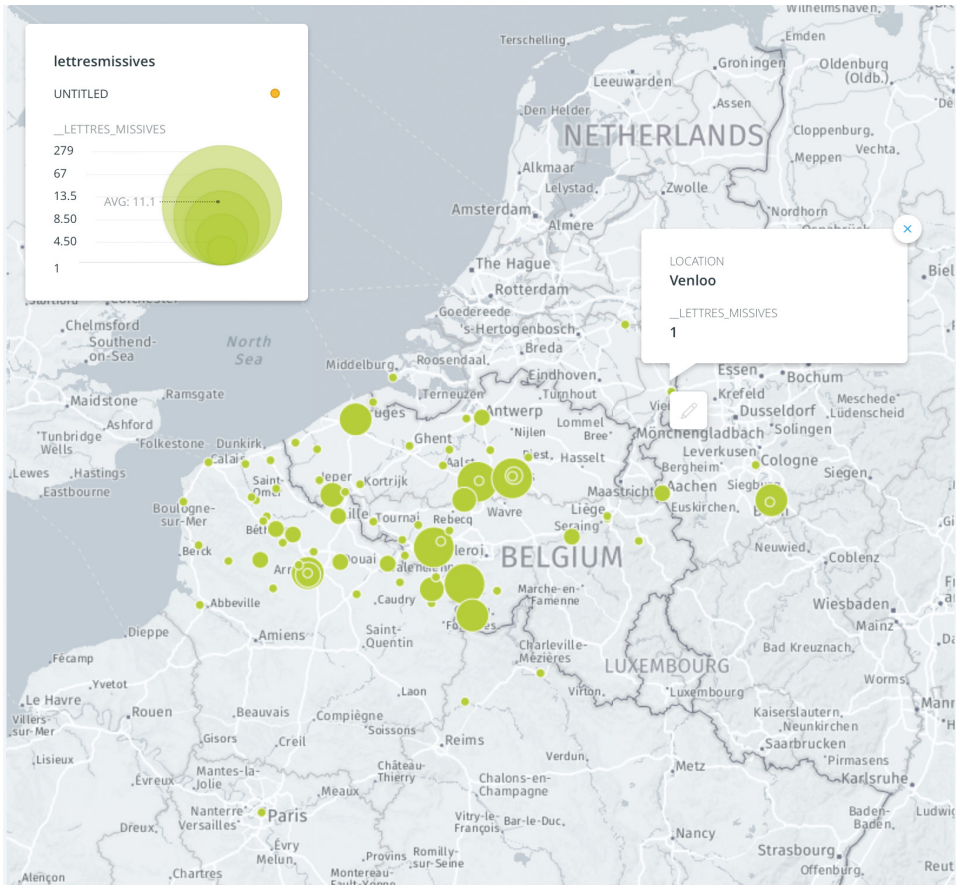 lettresmissives
UNTITLED
__LETTRES_MISSIVES
279
67
13.5
AVG: 11.1
8.50
4.50
1
LOCATION
Venloo
__LETTRES_MISSIVES
1
Wilhelmshaven
Emden
Terschelling
Groningen
Oldenburg
(Oldb.)
Leeuwarden
Den Helder
Assen
NETHERLANDS
Cloppenburg
Vechta
Meppen
Alkmaar
Lelystad
Zwolle
Amsterdam
Almere
Nordhorn
Osnabrück
The Hague
Rotterdam
Goedereede
's-Hertogenbosch
Breda
Chelmsford
Southend-
on-Sea
North
Sea
Middelburg
Roosendaal
Eindhoven
Essen
Bochum
Maidstone
Ramsgate
Terneuzen
Turnhout
Krefeld
Meschede
Ashford
Antwerp
Lommel
Dusseldorf
Lüdenscheid
Tunbridge
Wells
Folkestone
Dunkirk
Ghent
Nijlen
Bree
Mönchengladbach
Solingen
Calais
Aalst
Hasselt
Leverkusen
Lewes
Hastings
Bergheim
Cologne
Siegen
Eastbourne
Saint-
Kortrijk
Maastricht
Aachen
Boulogne-
sur-Mer
Tournai
Rebecq
Wavre
Liège
Seraing
Euskirchen
Berck
Douai
BELGIUM
Neuwied
Coblenz
Abbeville
Caudry
Marche-en-
Famenne
Wiesbaden
Mainz
Dieppe
Amiens
Saint-
Quentin
Charleville-
Mézières
LUXEMBOURG
Bad Kreuznach
Fécamp
Yvetot
Laon
Virton
Luxembourg
Worms
Le Havre
Rouen
Beauvais
Compiègne
Kaiserslautern
Villers-
sur-Mer
Soissons
Neunkirchen
Gisors
Creil
Reims
Saarbrucken
Lisieux
Château-
Thierry
Verdun
Pirmasens
Évreux
Mantes-la-
Jolie
Meaux
Chalons-en-
Champagne
Metz
Karlsruhe
Nanterre
Versailles
Paris
Vitry-le-
François
Bar-le-Duc
Baden-
Baden
Dreux
Évry
Melun
Nancy
Strasbourg
Provins
Romilly-
sur-Seine
Alençon
Chartres
Montereau-
Offenburg